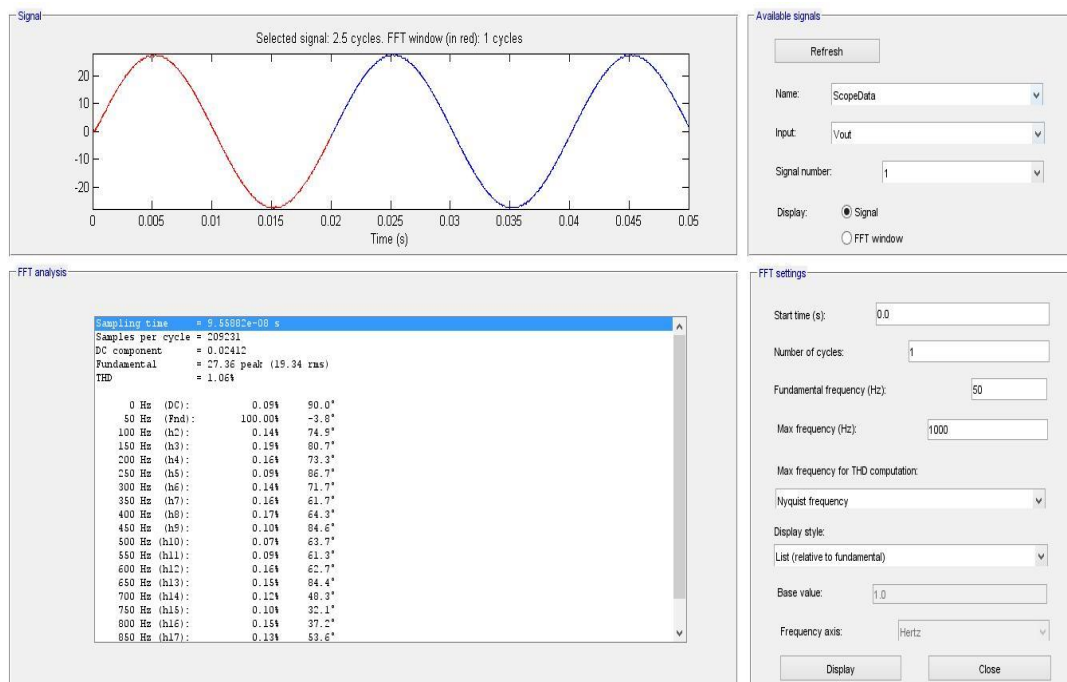 Signal
Selected signal: 2.5 cycles. FFT window (in red): 1 cycles
20
10
0
-10
-20
0 0.005 0.01 0.015 0.02 0.025 0.03 0.035 0.04 0.045 0.05
Time (s)
Available signals
Refresh
Name: ScopeData
Input: Vout
Signal number: 1
Display: Signal
FFT window
FFT analysis
Sampling time = 9.55882e-08 s
Samples per cycle = 209231
DC component = 0.02412
Fundamental = 27.36 peak (19.34 rms)
THD = 1.06%
0 Hz (DC): 0.09% 90.0°
50 Hz (Fnd): 100.00% -3.8°
100 Hz (h2): 0.14% 74.9°
150 Hz (h3): 0.19% 80.7°
200 Hz (h4): 0.16% 73.3°
250 Hz (h5): 0.09% 86.7°
300 Hz (h6): 0.14% 71.7°
350 Hz (h7): 0.16% 61.7°
400 Hz (h8): 0.17% 64.3°
450 Hz (h9): 0.10% 84.6°
500 Hz (h10): 0.07% 63.7°
550 Hz (h11): 0.09% 61.3°
600 Hz (h12): 0.16% 62.7°
650 Hz (h13): 0.15% 84.4°
700 Hz (h14): 0.12% 48.3°
750 Hz (h15): 0.10% 32.1°
800 Hz (h16): 0.15% 37.2°
850 Hz (h17): 0.13% 53.6°
FFT settings
Start time (s): 0.0
Number of cycles: 1
Fundamental frequency (Hz): 50
Max frequency (Hz): 1000
Max frequency for THD computation:
Nyquist frequency
Display style:
List (relative to fundamental)
Base value: 1.0
Frequency axis: Hertz
Display Close